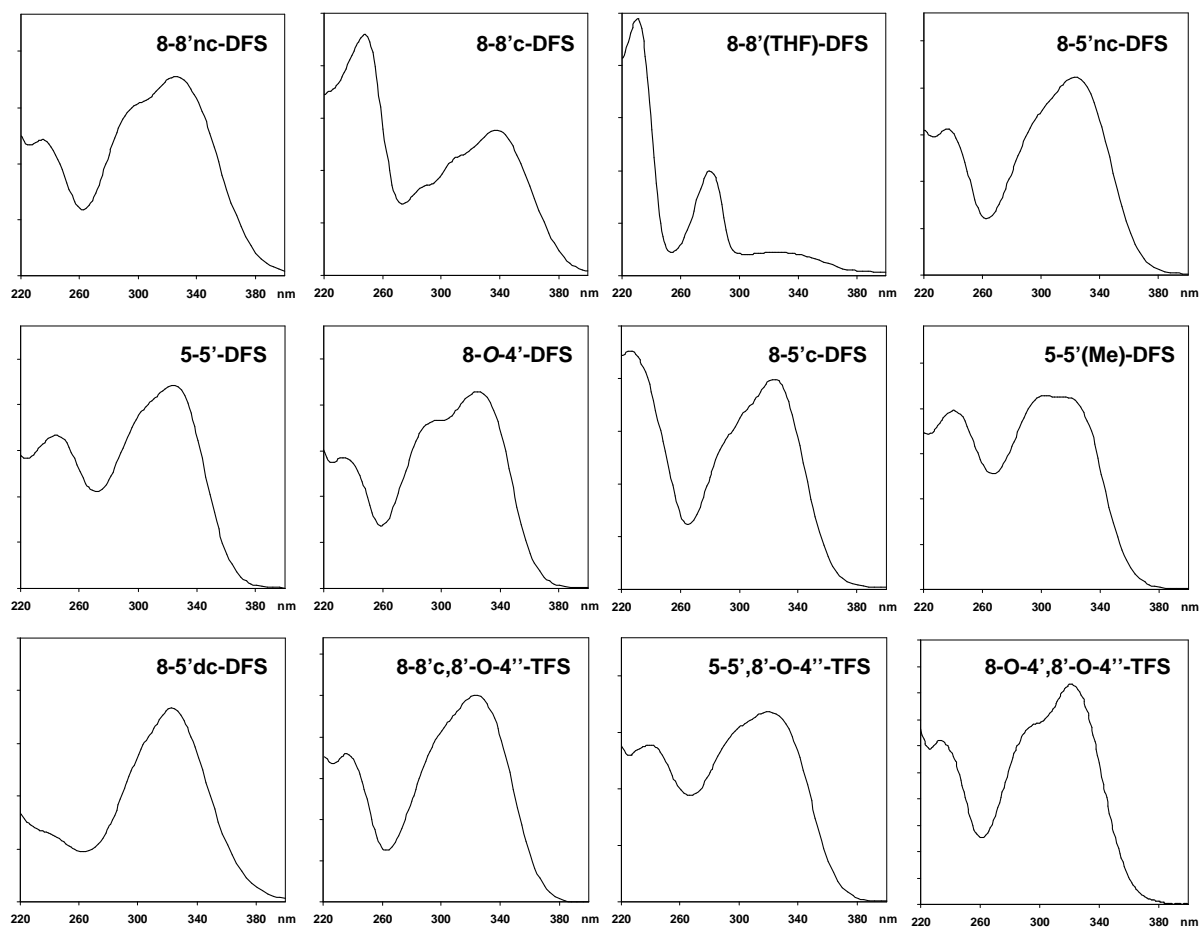 8-8'nc-DFS
8-8'c-DFS
8-8'(THF)-DFS
8-5'nc-DFS
220 260 300 340 380 nm
220 260 300 340 380 nm
220 260 300 340 380 nm
220 260 300 340 380 nm
5-5'-DFS
8-O-4'-DFS
8-5'c-DFS
5-5'(Me)-DFS
220 260 300 340 380 nm
220 260 300 340 380 nm
220 260 300 340 380 nm
220 260 300 340 380 nm
8-5'dc-DFS
8-8'c,8'-O-4''-TFS
5-5',8'-O-4''-TFS
8-O-4',8'-O-4''-TFS
220 260 300 340 380 nm
220 260 300 340 380 nm
220 260 300 340 380 nm
220 260 300 340 380 nm